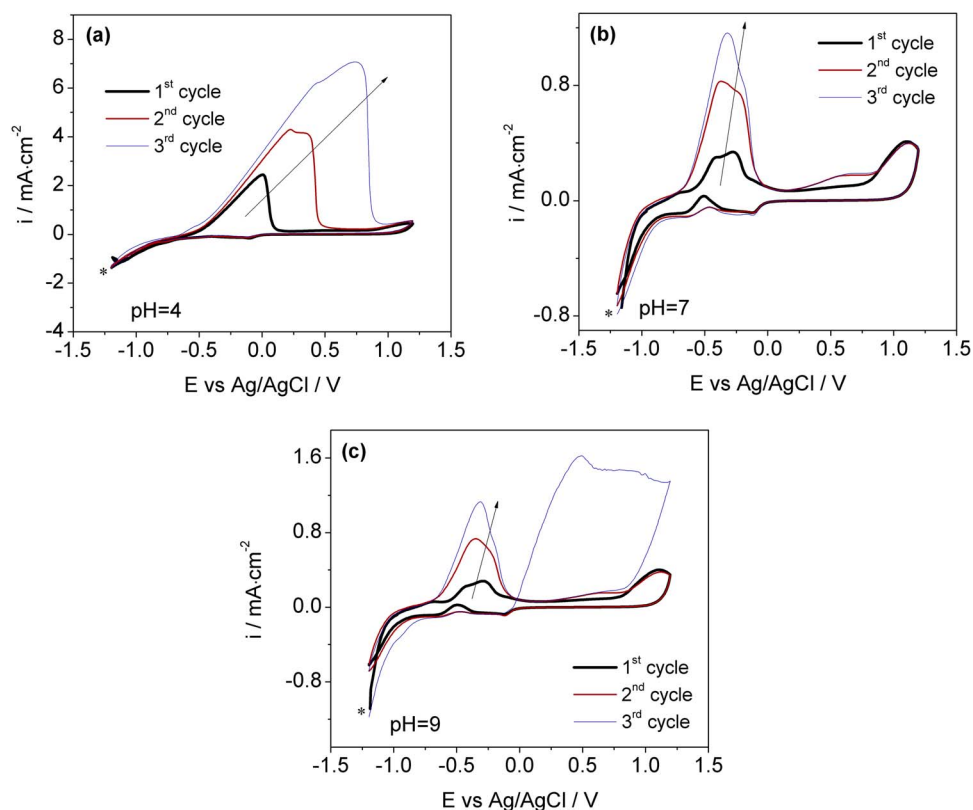 (a)
1st cycle
2nd cycle
3rd cycle
i / mA·cm-2
8
6
4
2
0
-2
-4
*
pH=4
-1.5 -1.0 -0.5 0.0 0.5 1.0 1.5
E vs Ag/AgCl / V
(b)
1st cycle
2nd cycle
3rd cycle
i / mA·cm-2
0.8
0.0
-0.8
*
pH=7
-1.5 -1.0 -0.5 0.0 0.5 1.0 1.5
E vs Ag/AgCl / V
(c)
i / mA·cm-2
1.6
0.8
0.0
-0.8
1st cycle
2nd cycle
3rd cycle
*
pH=9
-1.5 -1.0 -0.5 0.0 0.5 1.0 1.5
E vs Ag/AgCl / V